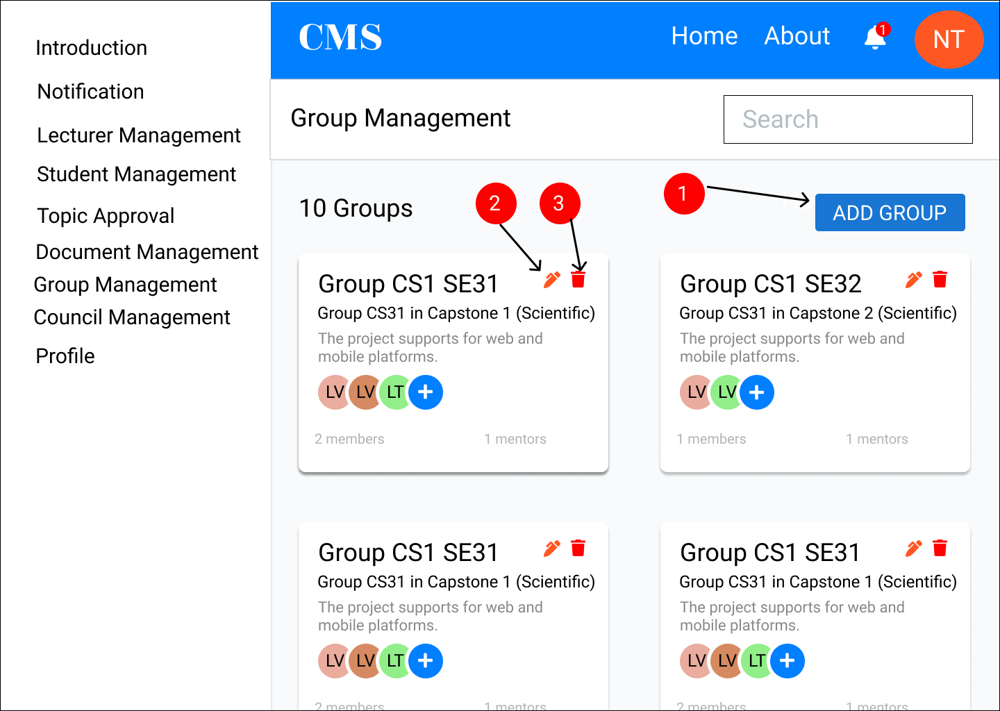 Introduction
Notification
Lecturer Management
Student Management
Topic Approval
Document Management
Group Management
Council Management
Profile
CMS
Home About 1 NT
Group Management
Search
10 Groups
2 3 1
ADD GROUP
Group CS1 SE31
Group CS31 in Capstone 1 (Scientific)
The project supports for web and
mobile platforms.
LV LV LT +
2 members 1 mentors
Group CS1 SE32
Group CS31 in Capstone 2 (Scientific)
The project supports for web and
mobile platforms.
LV LV +
1 members 1 mentors
Group CS1 SE31
Group CS31 in Capstone 1 (Scientific)
The project supports for web and
mobile platforms.
LV LV LT +
2 members 1 mentors
Group CS1 SE31
Group CS31 in Capstone 1 (Scientific)
The project supports for web and
mobile platforms.
LV LV LT +
2 members 1 mentors